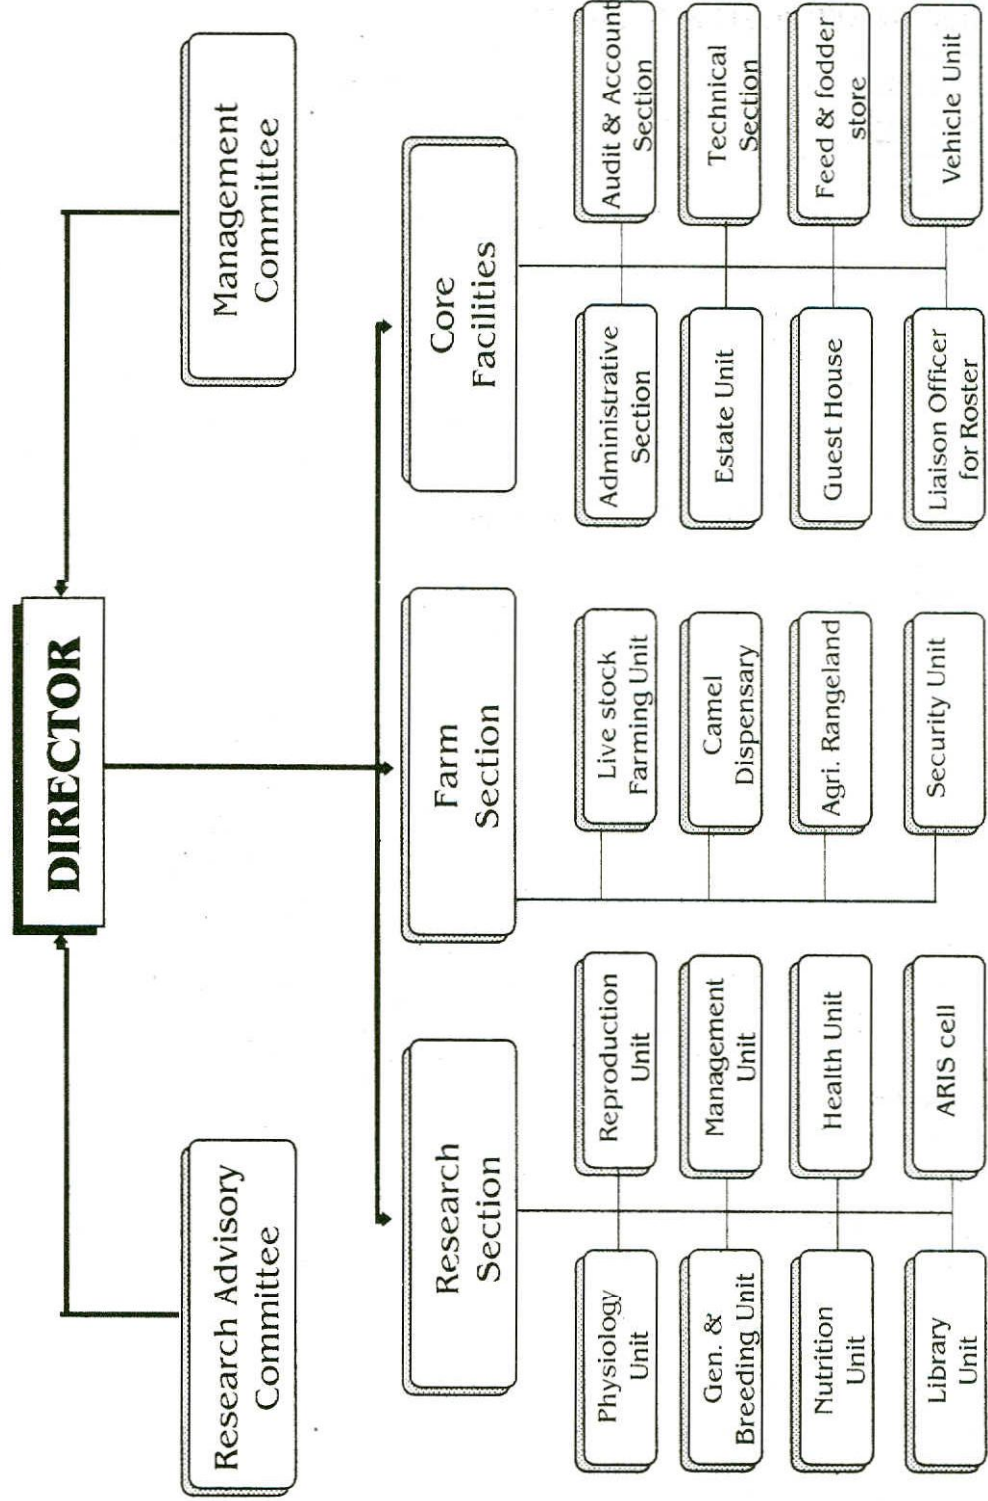 DIRECTOR
Research Advisory
Committee
Management
Committee
Research
Section
Farm
Section
Core
Facilities
Physiology
Unit
Reproduction
Unit
Live stock
Farming Unit
Administrative
Section
Audit & Account
Section
Gen. &
Breeding Unit
Management
Unit
Camel
Dispensary
Estate Unit
Technical
Section
Nutrition
Unit
Health Unit
Agri. Rangeland
Guest House
Feed & fodder
store
Library
Unit
ARIS cell
Security Unit
Liaison Officer
for Roster
Vehicle Unit